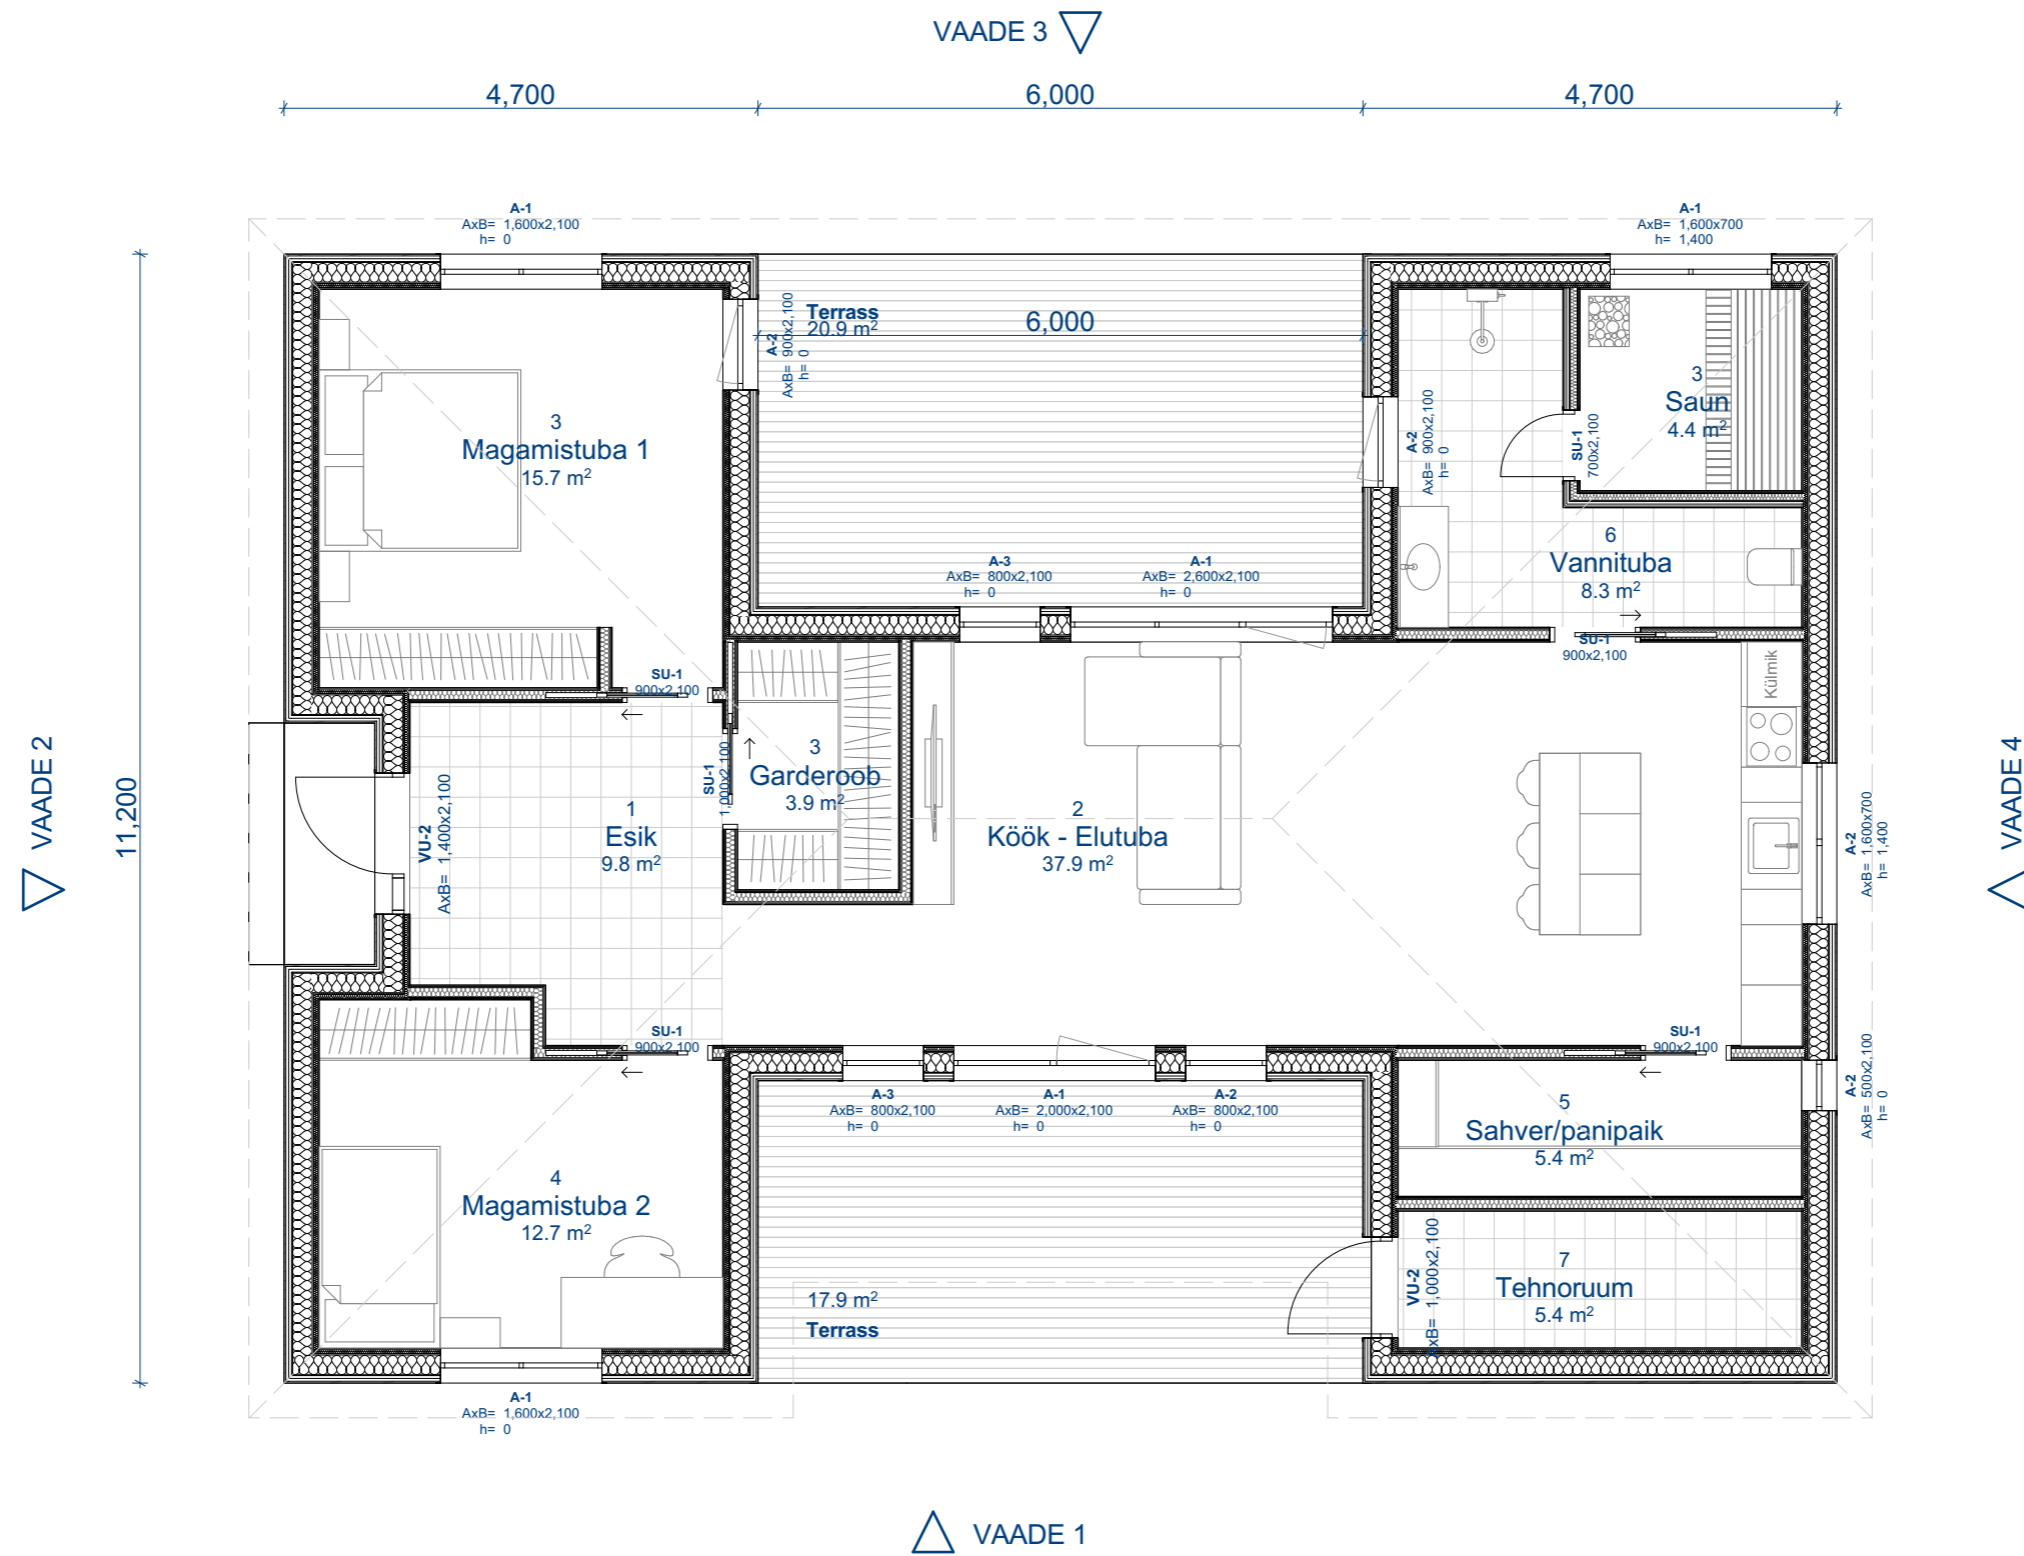 VAADE 3
4,700
6,000
4,700
A-1
AxB= 1,600x2,100
h= 0
A-1
AxB= 1,600x700
h= 1,400
Terrass
20.9 m²
6,000
A-2
AxB= 900x2,100
h= 0
3
Magamistuba 1
15.7 m²
A-2
AxB= 900x2,100
h= 0
SU-1
700x2,100
3
Saun
4.4 m²
6
Vannituba
8.3 m²
A-3
AxB= 800x2,100
h= 0
A-1
AxB= 2,600x2,100
h= 0
SU-1
900x2,100
SU-1
900x2,100
Külmik
VAADE 2
11,200
VU-2
AxB= 1,400x2,100
1
Esik
9.8 m²
SU-1
1,000x2,100
3
Garderoob
3.9 m²
2
Köök - Elutuba
37.9 m²
A-2
AxB= 1,600x700
h= 1,400
VAADE 4
SU-1
900x2,100
SU-1
900x2,100
A-3
AxB= 800x2,100
h= 0
A-1
AxB= 2,000x2,100
h= 0
A-2
AxB= 800x2,100
h= 0
A-2
AxB= 500x2,100
h= 0
5
Sahver/panipaik
5.4 m²
4
Magamistuba 2
12.7 m²
VU-2
AxB= 1,000x2,100
7
Tehnoruum
5.4 m²
17.9 m²
Terrass
A-1
AxB= 1,600x2,100
h= 0
VAADE 1